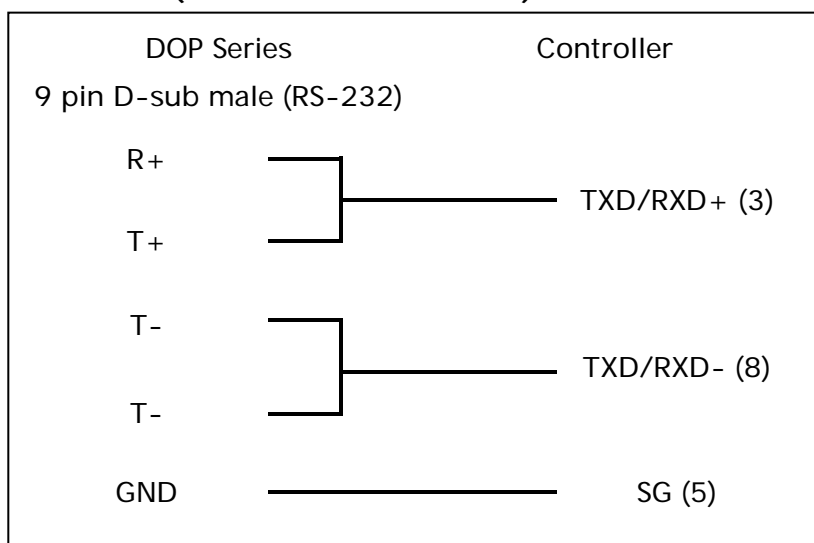 DOP Series Controller
9 pin D-sub male (RS-232)
R+
TXD/RXD+ (3)
T+
T-
TXD/RXD- (8)
T-
GND SG (5)